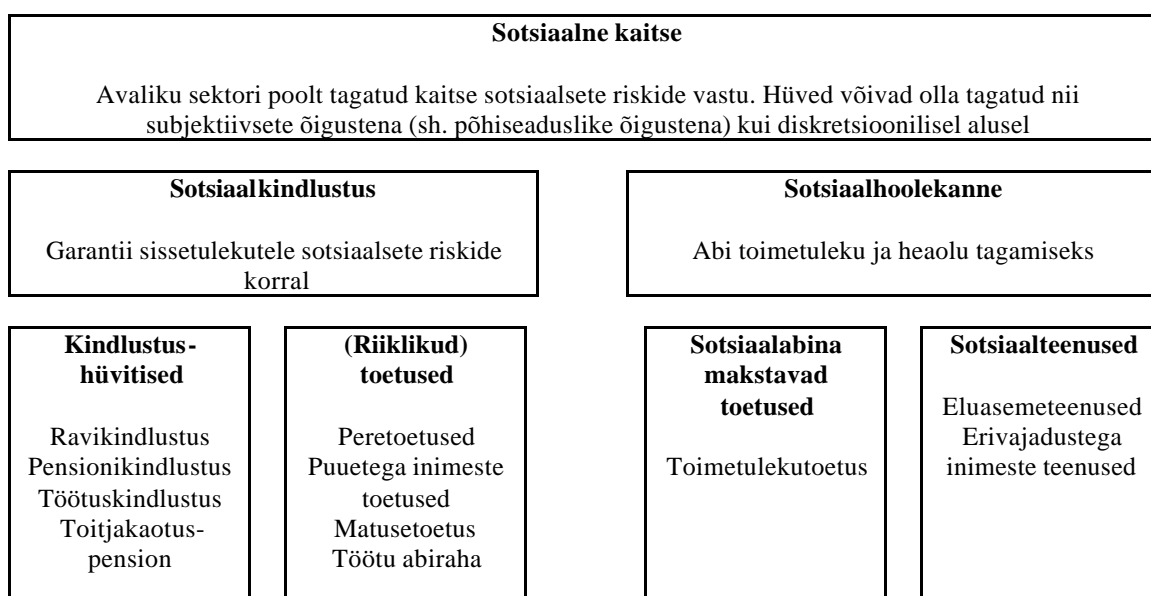 Sotsiaalne kaitse
Avaliku sektori poolt tagatud kaitse sotsiaalsete riskide vastu. Hüved võivad olla tagatud nii
subjektiivsete õigustena (sh. põhiseaduslike õigustena) kui diskretsioonilisel alusel
Sotsiaalkindlustus
Garantii sissetulekutele sotsiaalsete riskide
korral
Sotsiaalhoolekanne
Abi toimetuleku ja heaolu tagamiseks
Kindlustus-
hüvitised
Ravikindlustus
Pensionikindlustus
Töötuskindlustus
Toitjakaotus-
pension
(Riiklikud)
toetused
Peretoetused
Puuetega inimeste
toetused
Matusetoetus
Töötu abiraha
Sotsiaalabina
makstavad
toetused
Toimetulekutoetus
Sotsiaalteenused
Eluasemeteenused
Erivajadustega
inimeste teenused